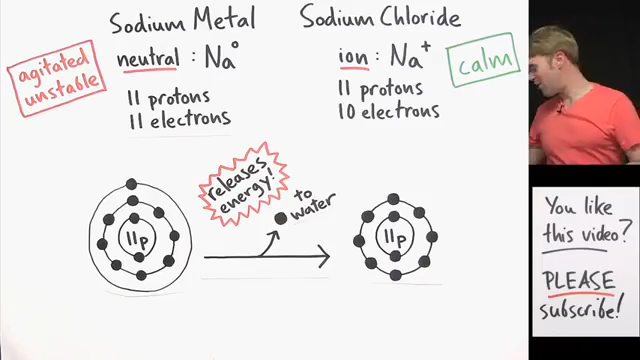 Sodium Metal
neutral : Na°
agitated
unstable
11 protons
11 electrons
Sodium Chloride
ion : Na⁺
calm
11 protons
10 electrons
11p
releases
energy!
to
water
11p
You like
this video?
PLEASE
subscribe!